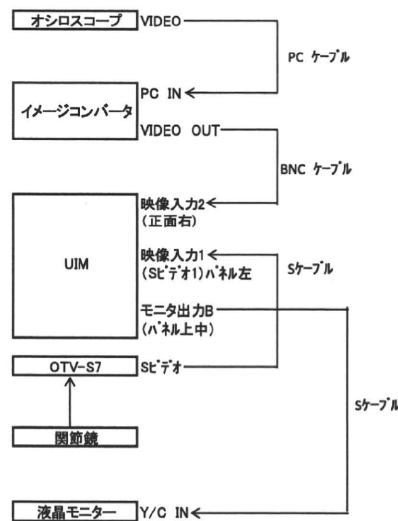 オシロスコープ VIDEO
PC ケーブル
PC IN
イメージコンバータ
VIDEO OUT
BNC ケーブル
映像入力2
(正面右)
映像入力1
(Sビデオ1)パネル左
Sケーブル
UIM
モニタ出力B
(パネル上中)
OTV-S7 Sビデオ
Sケーブル
関節鏡
液晶モニター Y/C IN